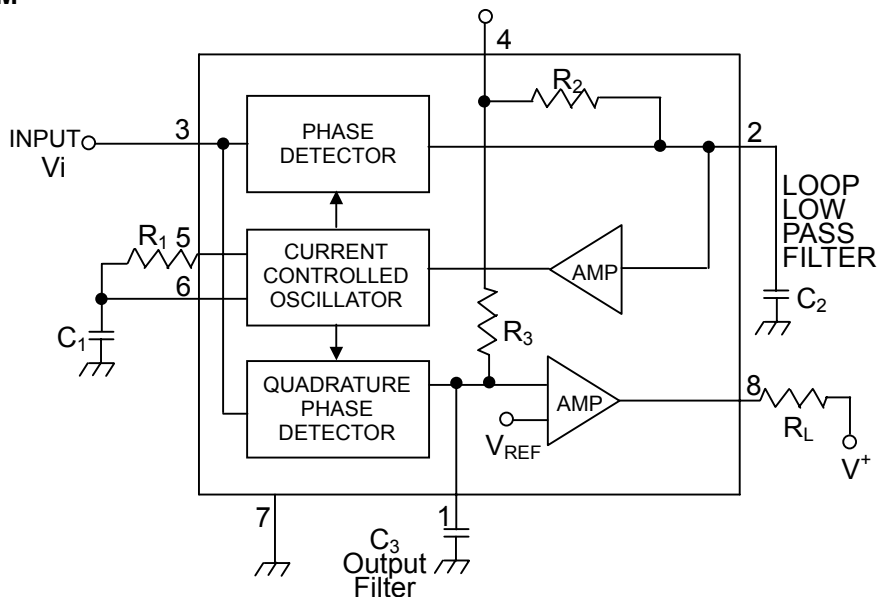 4
R2
INPUT
Vi
3
PHASE
DETECTOR
2
LOOP
LOW
PASS
FILTER
R1
5
CURRENT
CONTROLLED
OSCILLATOR
AMP
6
C1
C2
R3
QUADRATURE
PHASE
DETECTOR
AMP
8
VREF
RL
V+
7
1
C3
Output
Filter